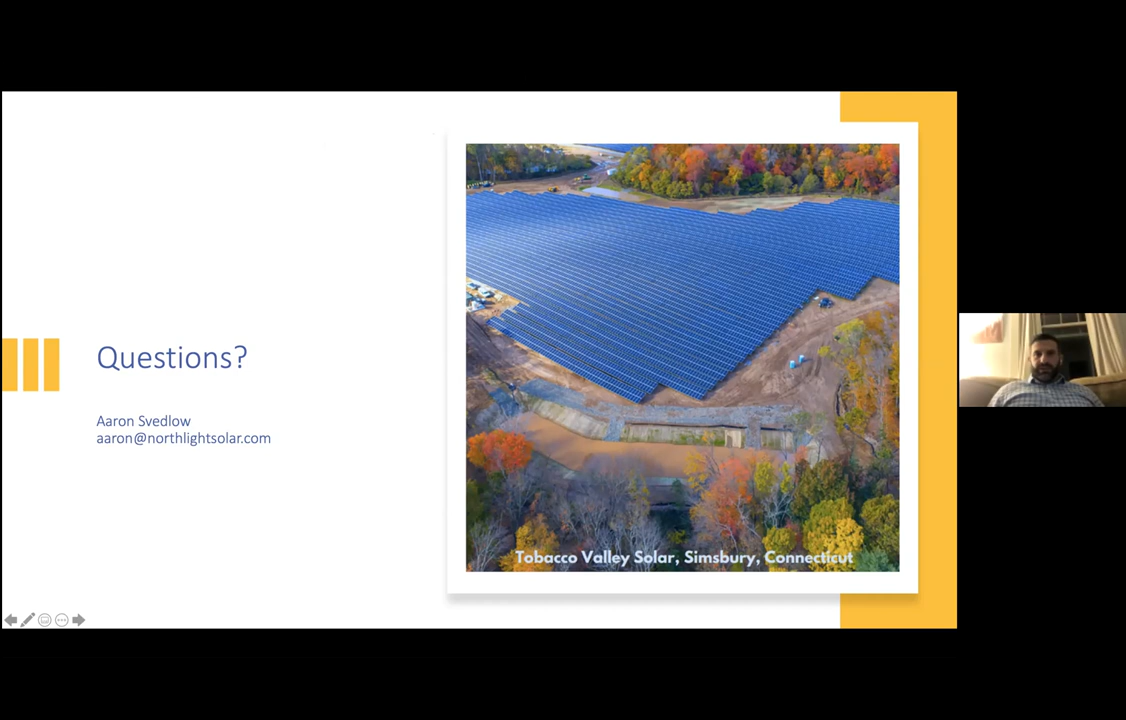 Questions?
Aaron Svedlow
aaron@northlightsolar.com
Tobacco Valley Solar, Simsbury, Connecticut